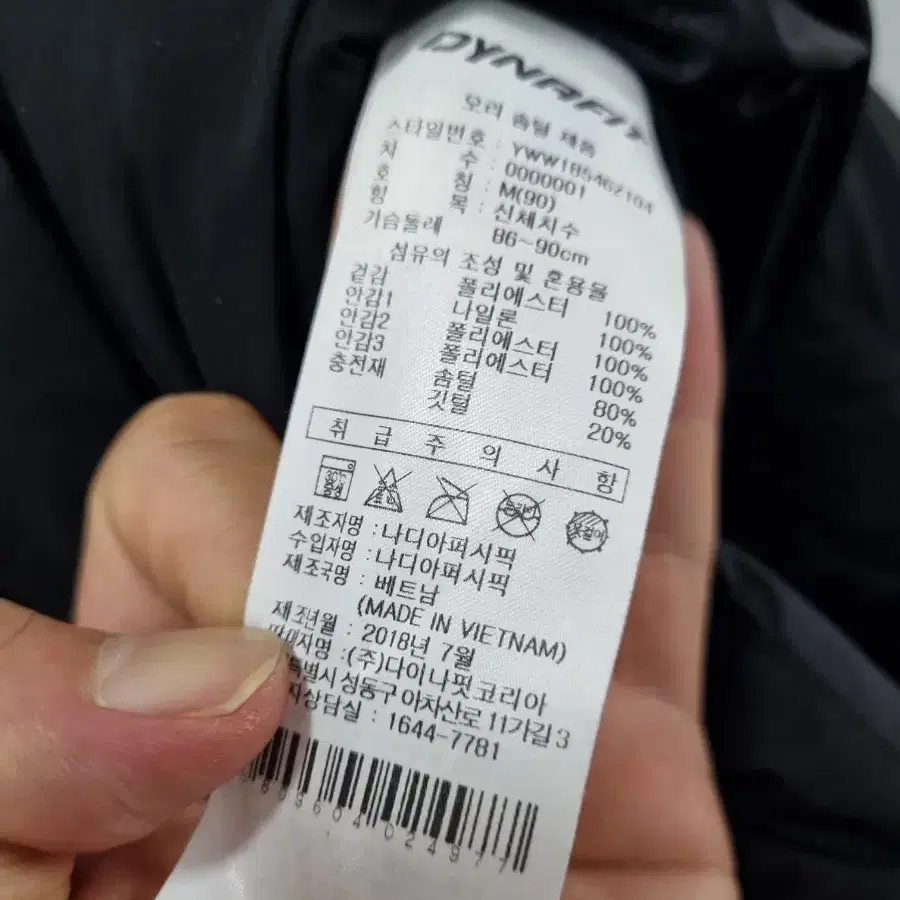 DYNAFIT
오리 솜털 제품
스타일번호 : YWW18546Z104
차 수 : 0000001
호 칭 : M(90)
항 목 : 신체치수
가슴둘레 86~90cm
섬유의 조성 및 혼용률
겉감 폴리에스터 100%
안감1 나일론 100%
안감2 폴리에스터 100%
안감3 폴리에스터 100%
충전재 솜털 80%
깃털 20%
취급주의사항
30℃ 중성
옷걸이
제조자명 : 나디아퍼시픽
수입자명 : 나디아퍼시픽
제조국명 : 베트남
(MADE IN VIETNAM)
제조년월 : 2018년 7월
판매자명 : (주)다이나핏코리아
특별시 성동구 아차산로 11가길 3
상담실 : 1644-7781